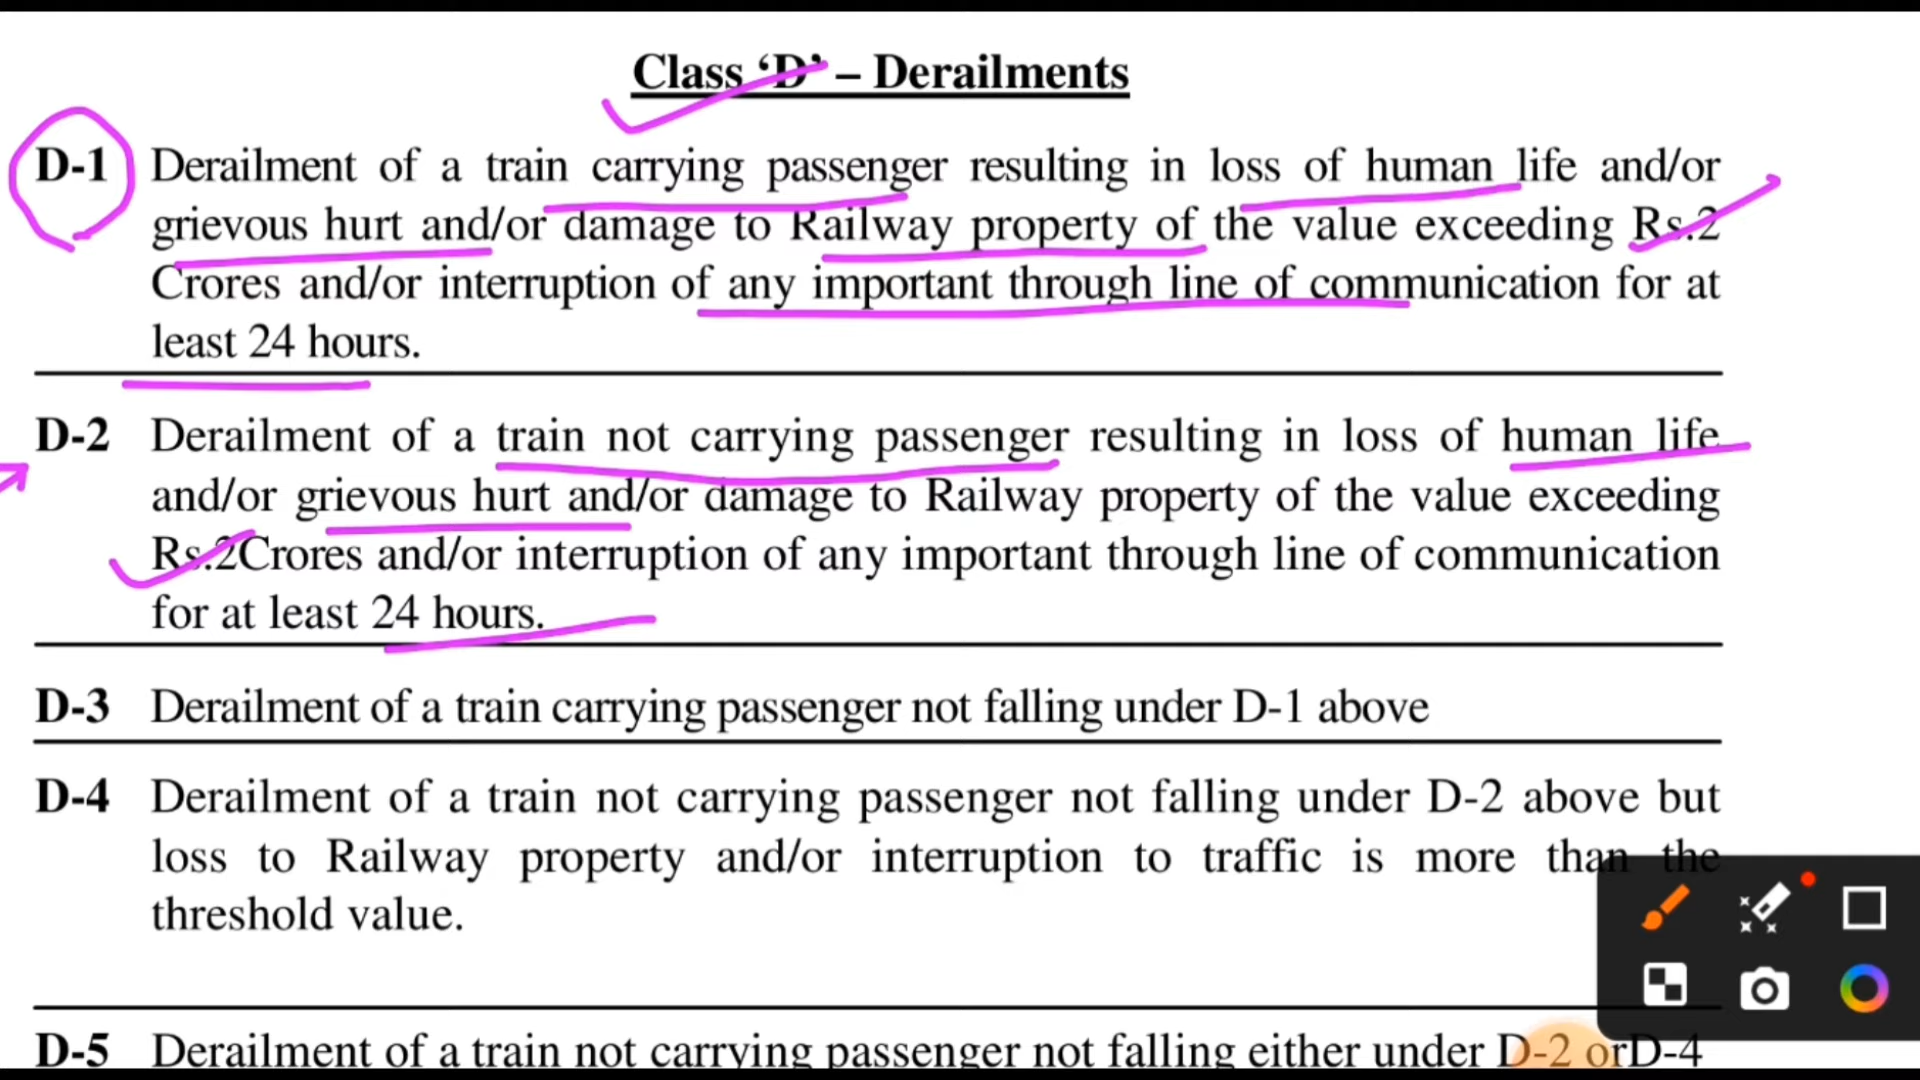 Class ‘D’ – Derailments
D-1 Derailment of a train carrying passenger resulting in loss of human life and/or
grievous hurt and/or damage to Railway property of the value exceeding Rs.2
Crores and/or interruption of any important through line of communication for at
least 24 hours.
D-2 Derailment of a train not carrying passenger resulting in loss of human life
and/or grievous hurt and/or damage to Railway property of the value exceeding
Rs.2Crores and/or interruption of any important through line of communication
for at least 24 hours.
D-3 Derailment of a train carrying passenger not falling under D-1 above
D-4 Derailment of a train not carrying passenger not falling under D-2 above but
loss to Railway property and/or interruption to traffic is more than the
threshold value.
D-5 Derailment of a train not carrying passenger not falling either under D-2 orD-4